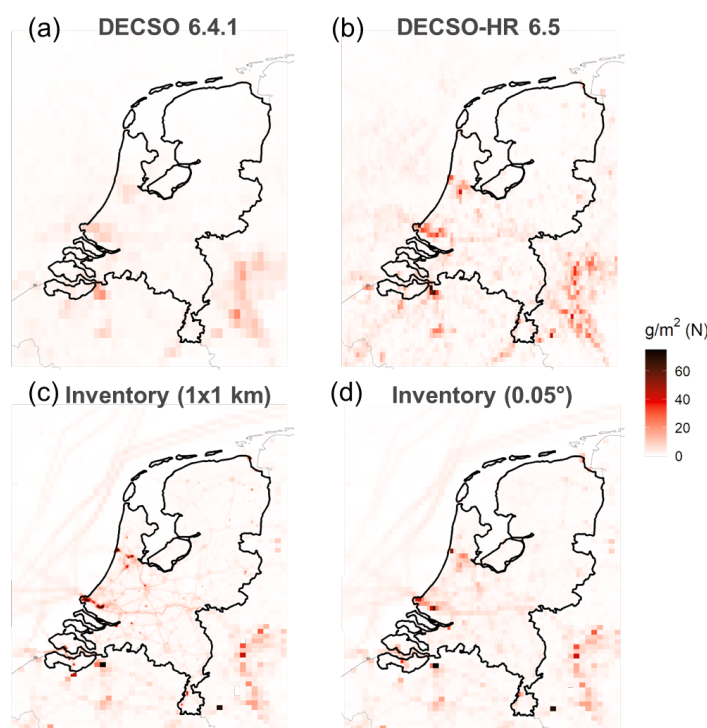 (a) DECSO 6.4.1
(b) DECSO-HR 6.5
g/m² (N)
60
40
20
0
(c) Inventory (1x1 km)
(d) Inventory (0.05°)